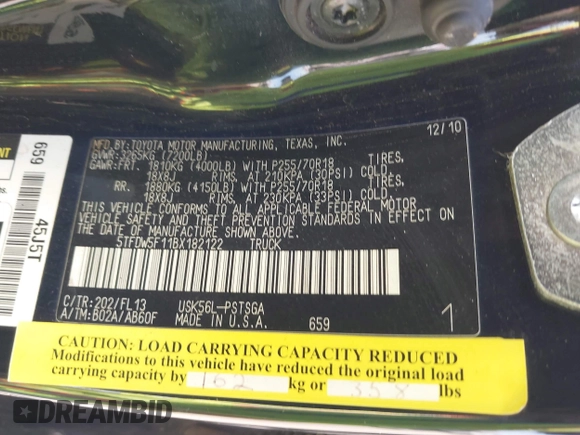 MFD.BY:TOYOTA MOTOR MANUFACTURING, TEXAS, INC. 12/10
GVWR:3265KG (7200LB)
GAWR:FRT. 1810KG (4000LB) WITH P255/70R18 TIRES,
18X8J RIMS, AT 210KPA (30PSI) COLD.
RR. 1880KG (4150LB) WITH P255/70R18 TIRES,
18X8J RIMS, AT 230KPA (33PSI) COLD.
THIS VEHICLE CONFORMS TO ALL APPLICABLE FEDERAL MOTOR
VEHICLE SAFETY AND THEFT PREVENTION STANDARDS IN EFFECT ON
THE DATE OF MANUFACTURE SHOWN ABOVE.
5TFDW5F11BX182122 TRUCK
C/TR:202/FL13 USK56L-PSTSGA
A/TM:B02A/AB60F MADE IN U.S.A. 659
1
659
45J5T
CAUTION: LOAD CARRYING CAPACITY REDUCED
Modifications to this vehicle have reduced the original load
carrying capacity by 162 kg or 358 lbs
DREAMBID